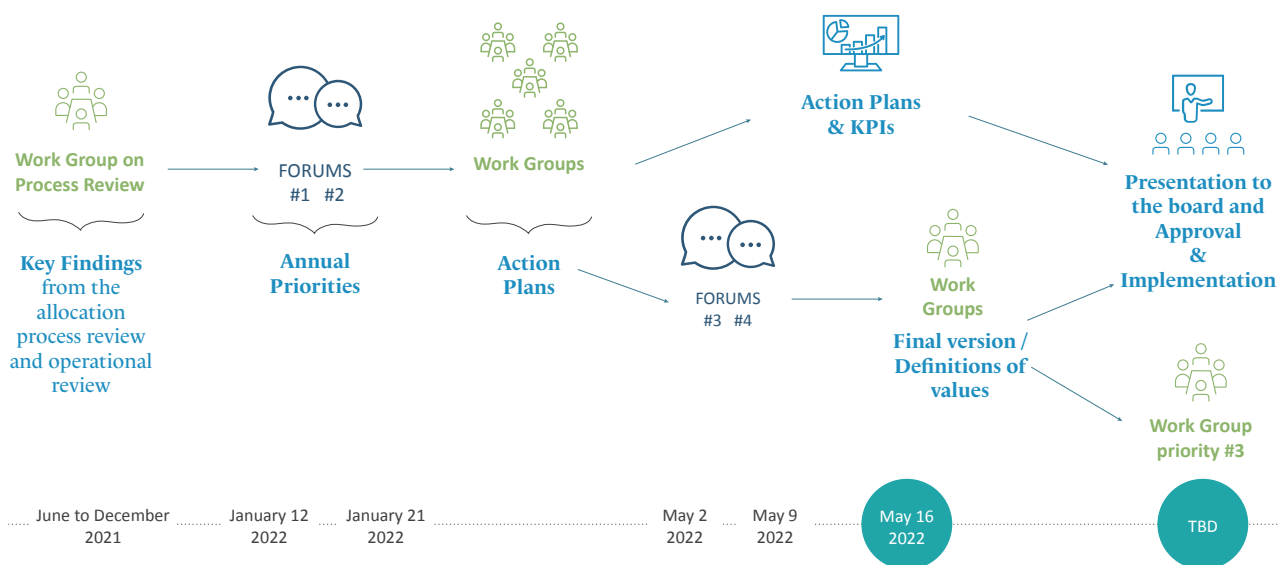 Work Group on
Process Review
Key Findings
from the
allocation
process review
and operational
review
FORUMS
#1 #2
Annual
Priorities
Work Groups
Action
Plans
Action Plans
& KPIs
FORUMS
#3 #4
Work
Groups
Final version /
Definitions of
values
Presentation to
the board and
Approval
&
Implementation
Work Group
priority #3
June to December
2021
January 12
2022
January 21
2022
May 2
2022
May 9
2022
May 16
2022
TBD